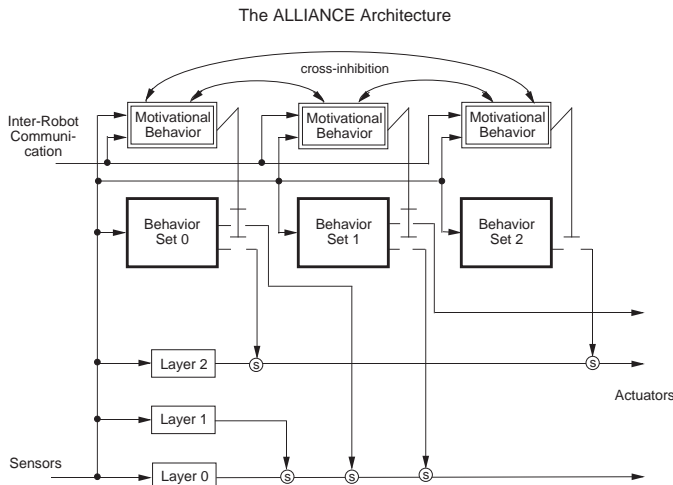 The ALLIANCE Architecture
cross-inhibition
Inter-Robot
Communi-
cation
Motivational
Behavior
Motivational
Behavior
Motivational
Behavior
Behavior
Set 0
Behavior
Set 1
Behavior
Set 2
Layer 2
s
s
Actuators
Layer 1
Sensors
Layer 0
s
s
s